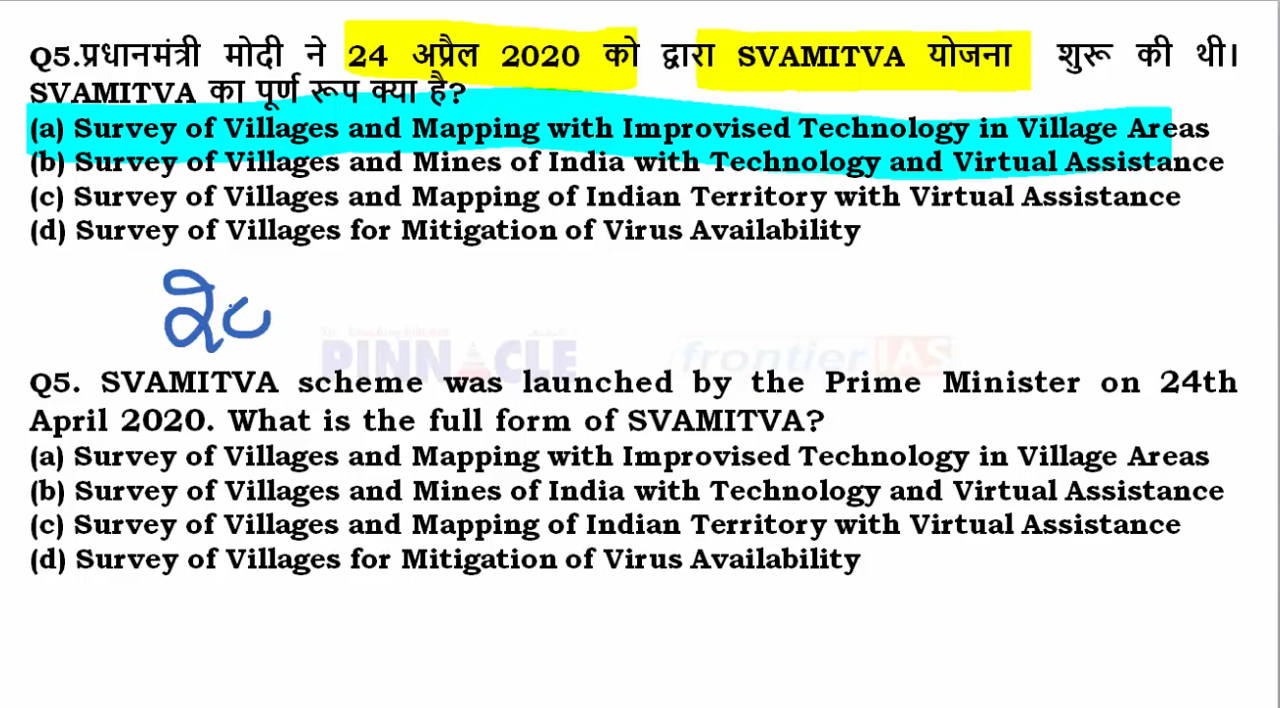 Q5.प्रधानमंत्री मोदी ने 24 अप्रैल 2020 को द्वारा SVAMITVA योजना शुरू की थी।
SVAMITVA का पूर्ण रूप क्या है?
(a) Survey of Villages and Mapping with Improvised Technology in Village Areas
(b) Survey of Villages and Mines of India with Technology and Virtual Assistance
(c) Survey of Villages and Mapping of Indian Territory with Virtual Assistance
(d) Survey of Villages for Mitigation of Virus Availability
PINNACLE frontier IAS
Q5. SVAMITVA scheme was launched by the Prime Minister on 24th
April 2020. What is the full form of SVAMITVA?
(a) Survey of Villages and Mapping with Improvised Technology in Village Areas
(b) Survey of Villages and Mines of India with Technology and Virtual Assistance
(c) Survey of Villages and Mapping of Indian Territory with Virtual Assistance
(d) Survey of Villages for Mitigation of Virus Availability